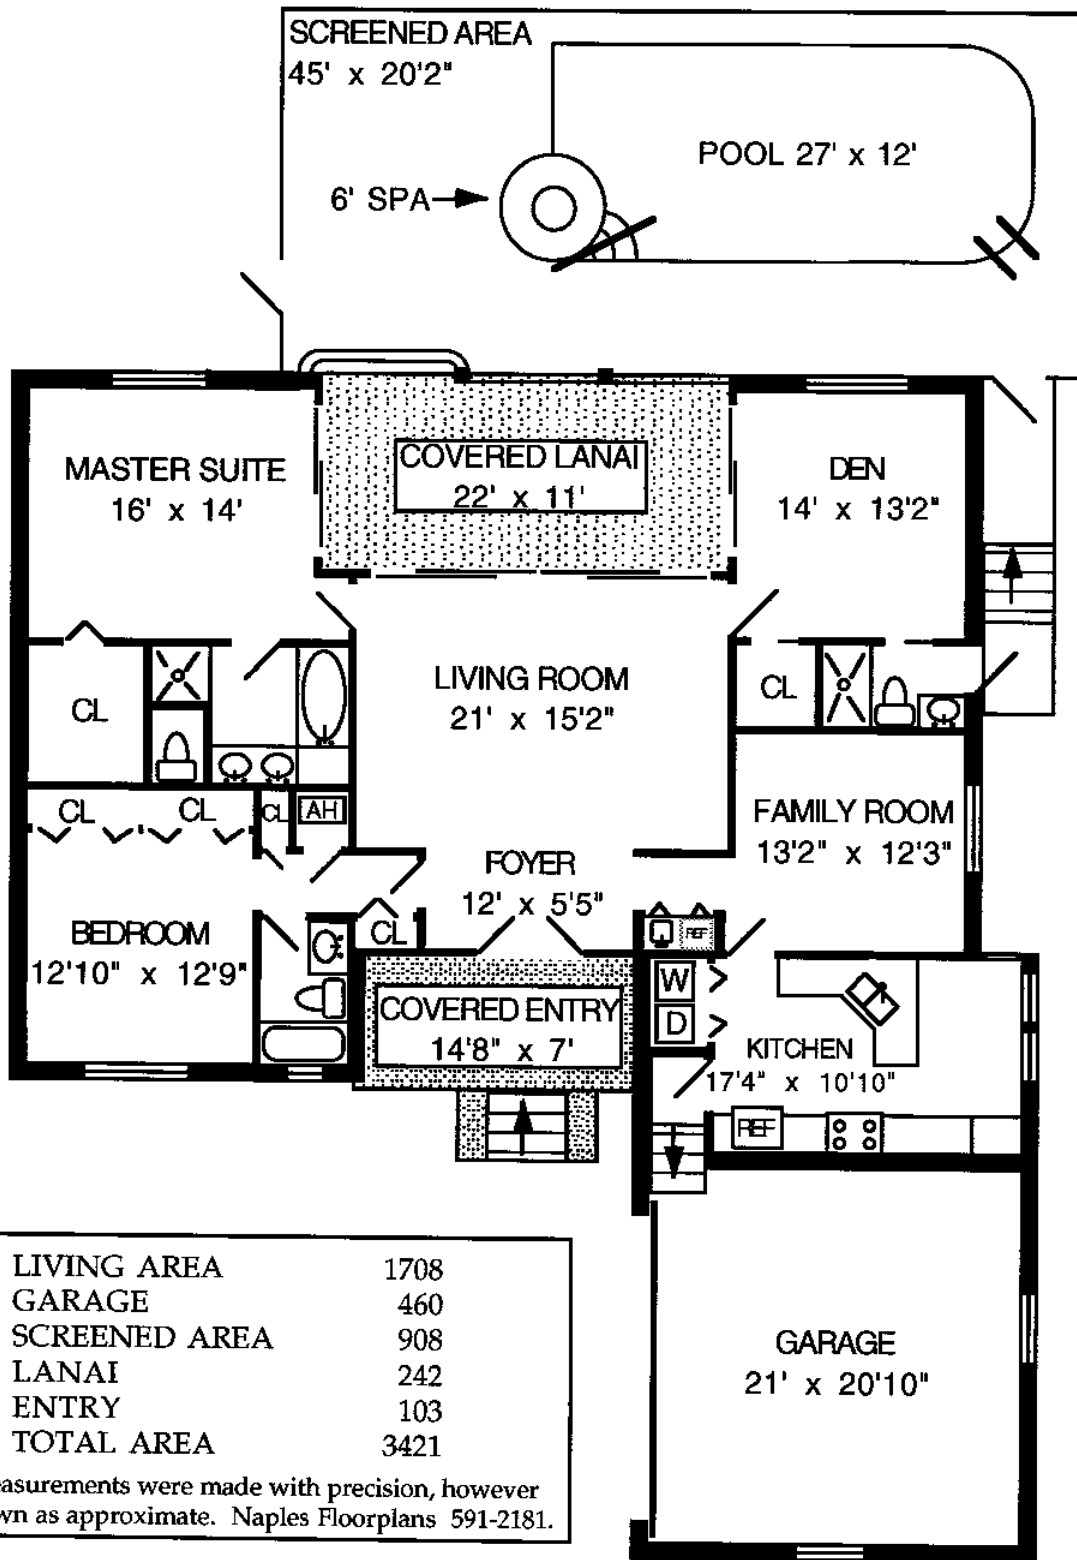 SCREENED AREA
45' x 20'2"
POOL 27' x 12'
6' SPA
MASTER SUITE
16' x 14'
COVERED LANAI
22' x 11'
DEN
14' x 13'2"
LIVING ROOM
21' x 15'2"
CL
CL
CL
CL
CL
AH
FAMILY ROOM
13'2" x 12'3"
FOYER
12' x 5'5"
BEDROOM
12'10" x 12'9"
CL
REF
COVERED ENTRY
14'8" x 7'
W
D
KITCHEN
17'4" x 10'10"
REF
GARAGE
21' x 20'10"
LIVING AREA 1708
GARAGE 460
SCREENED AREA 908
LANAI 242
ENTRY 103
TOTAL AREA 3421
easurements were made with precision, however
wn as approximate. Naples Floorplans 591-2181.